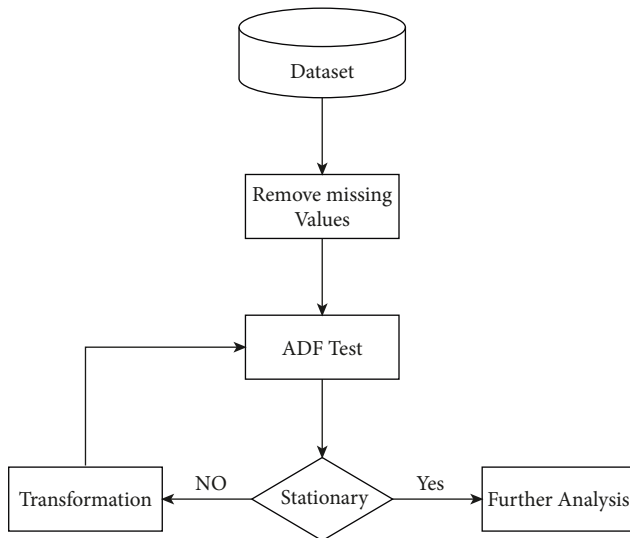 Dataset
Remove missing
Values
ADF Test
Transformation
NO
Stationary
Yes
Further Analysis